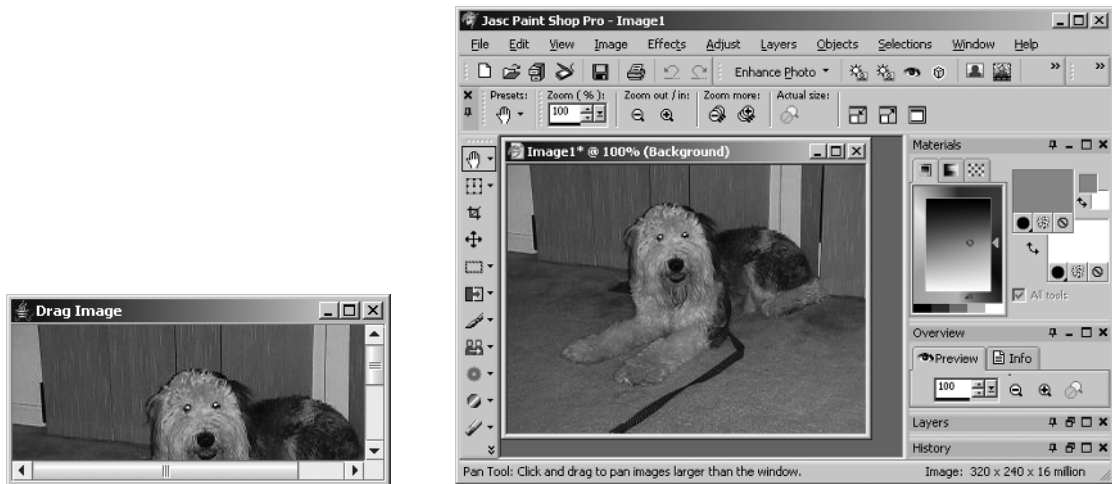 Drag Image
Jasc Paint Shop Pro - Image1
File Edit View Image Effects Adjust Layers Objects Selections Window Help
Enhance Photo
Presets: Zoom ( % ): Zoom out / in: Zoom more: Actual size:
100
Image1* @ 100% (Background)
Materials
All tools
Overview
Preview Info
100
Layers
History
Pan Tool: Click and drag to pan images larger than the window.
Image: 320 x 240 x 16 million